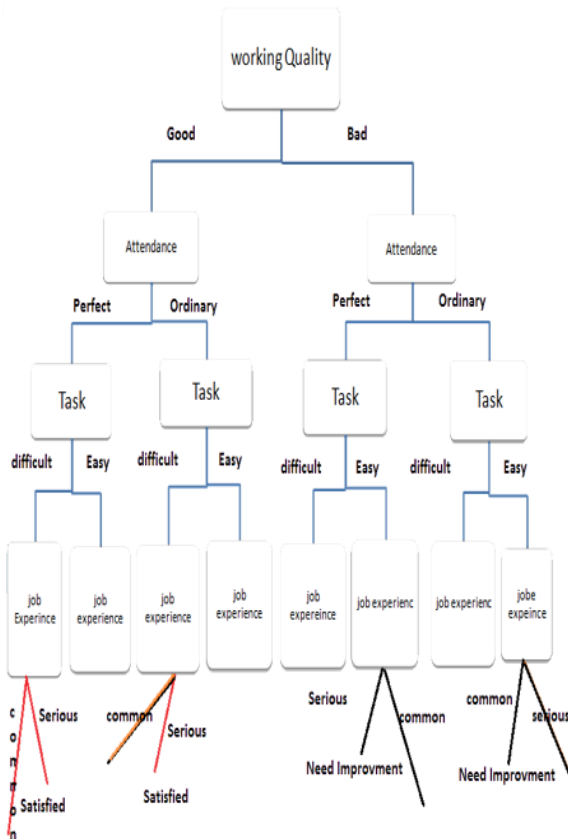 working Quality
Good Bad
Attendance Attendance
Perfect Ordinary Perfect Ordinary
Task Task Task Task
difficult Easy difficult Easy difficult Easy difficult Easy
job
Experince
job
experience
job
experience
job
experience
job
expereince
job experienc
job experienc
jobe
expeince
common
Serious
common
Serious
Serious
common
common
serious
Satisfied
Satisfied
Need Improvment
Need Improvment